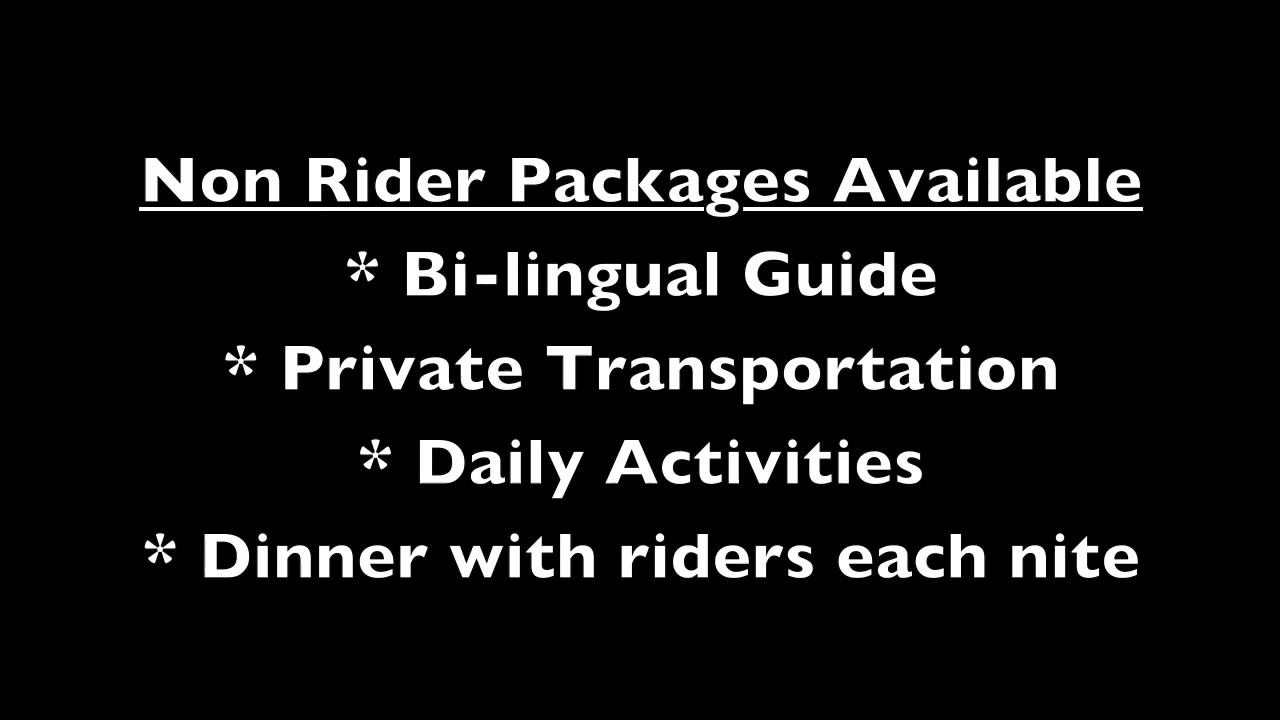 Non Rider Packages Available
* Bi-lingual Guide
* Private Transportation
* Daily Activities
* Dinner with riders each nite